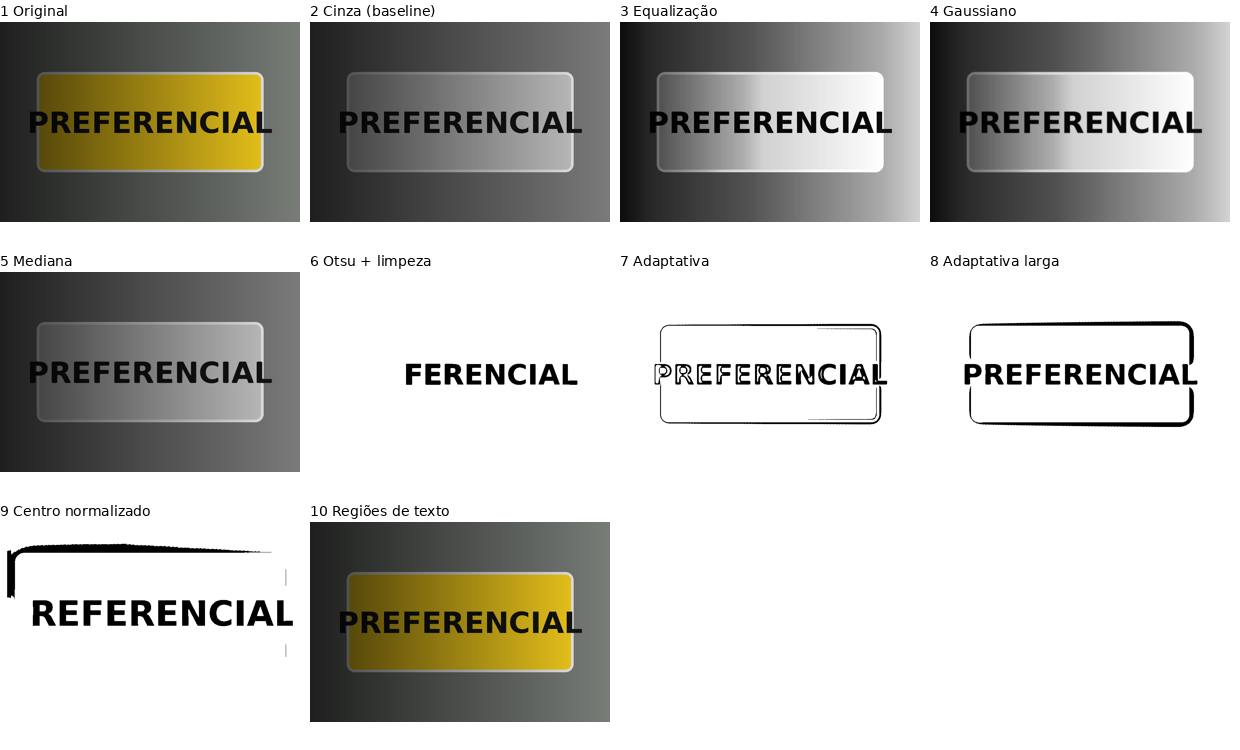 1 Original
2 Cinza (baseline)
3 Equalização
4 Gaussiano
PREFERENCIAL
PREFERENCIAL
PREFERENCIAL
PREFERENCIAL
5 Mediana
6 Otsu + limpeza
7 Adaptativa
8 Adaptativa larga
PREFERENCIAL
FERENCIAL
PREFERENCIAL
PREFERENCIAL
9 Centro normalizado
10 Regiões de texto
REFERENCIAL
PREFERENCIAL